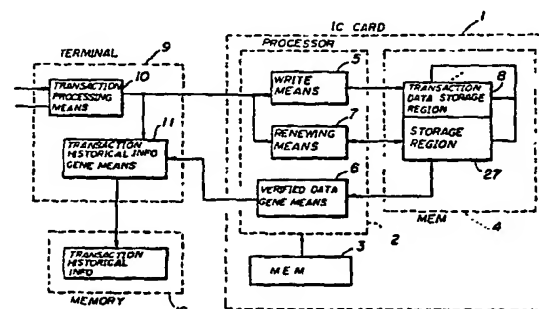 IC CARD
1
TERMINAL
9
PROCESSOR
5
TRANSACTION
PROCESSING
MEANS
10
WRITE
MEANS
TRANSACTION
DATA STORAGE
REGION
8
7
RENEWING
MEANS
STORAGE
REGION
27
11
TRANSACTION
HISTORICAL INFO
GENE MEANS
6
VERIFIED DATA
GENE MEANS
MEM
4
2
3
MEM
TRANSACTION
HISTORICAL
INFO
MEMORY